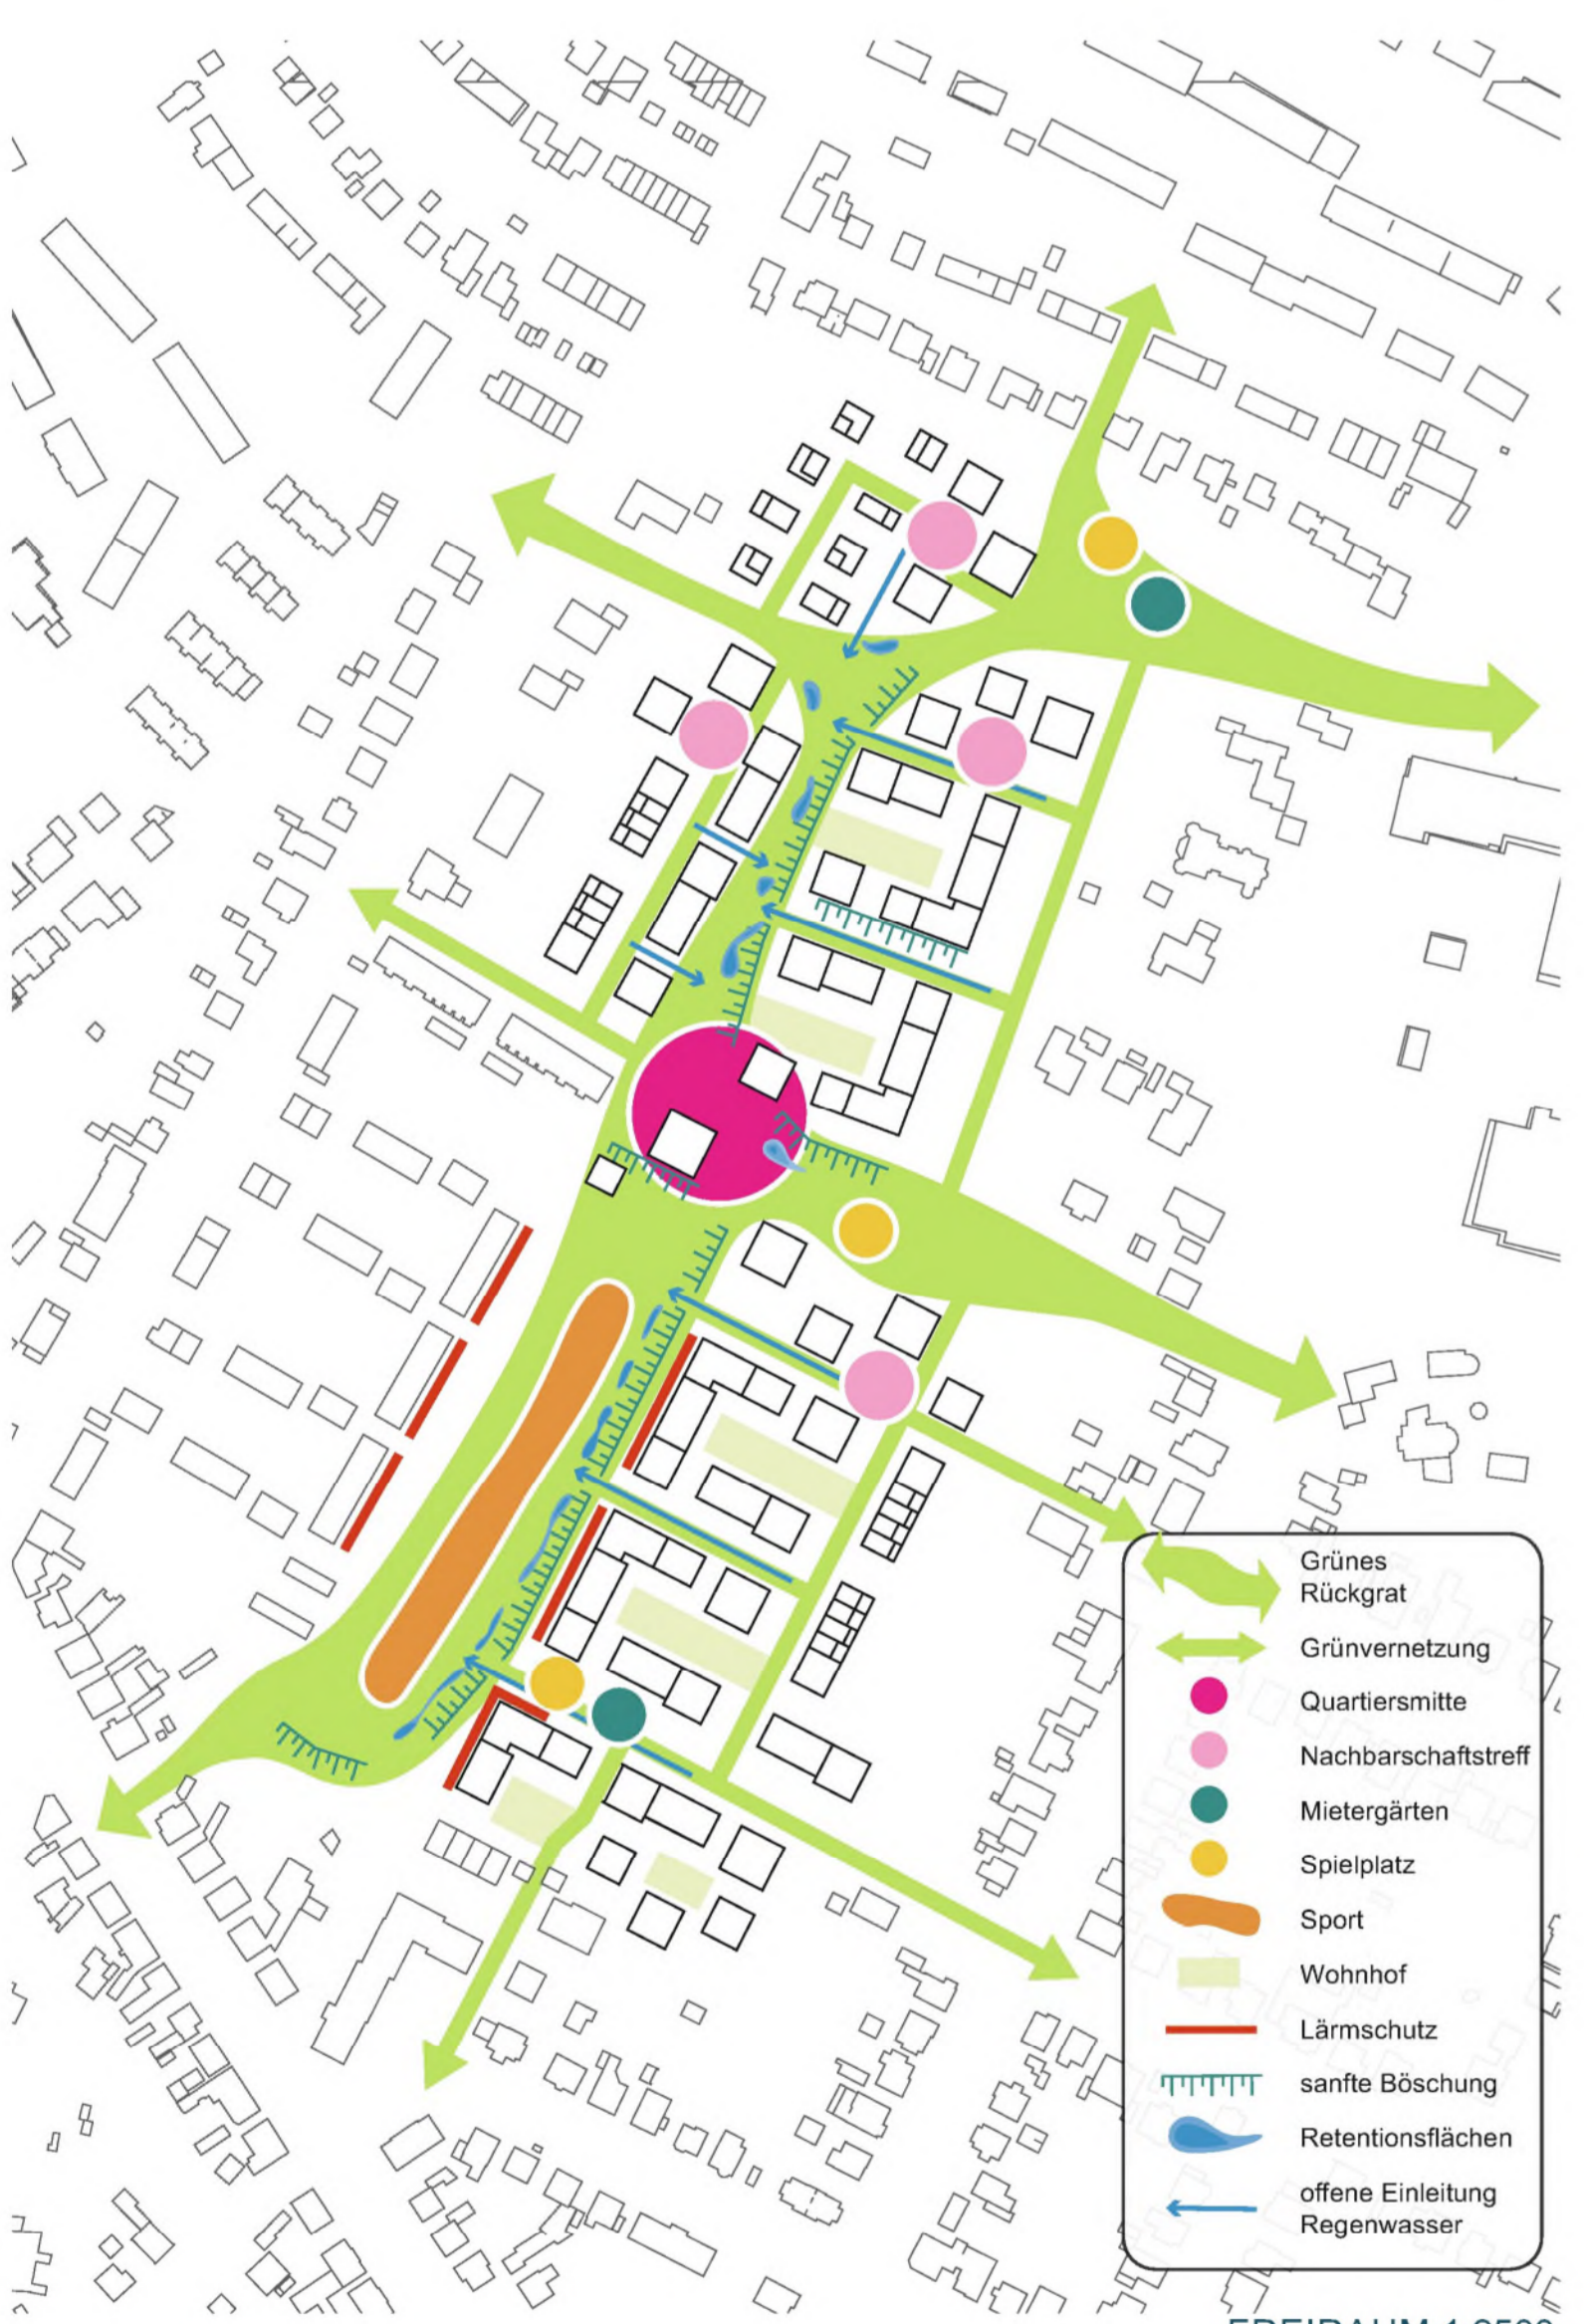 Grünes
Rückgrat
Grünvernetzung
Quartiersmitte
Nachbarschaftstreff
Mietergärten
Spielplatz
Sport
Wohnhof
Lärmschutz
sanfte Böschung
Retentionsflächen
offene Einleitung
Regenwasser